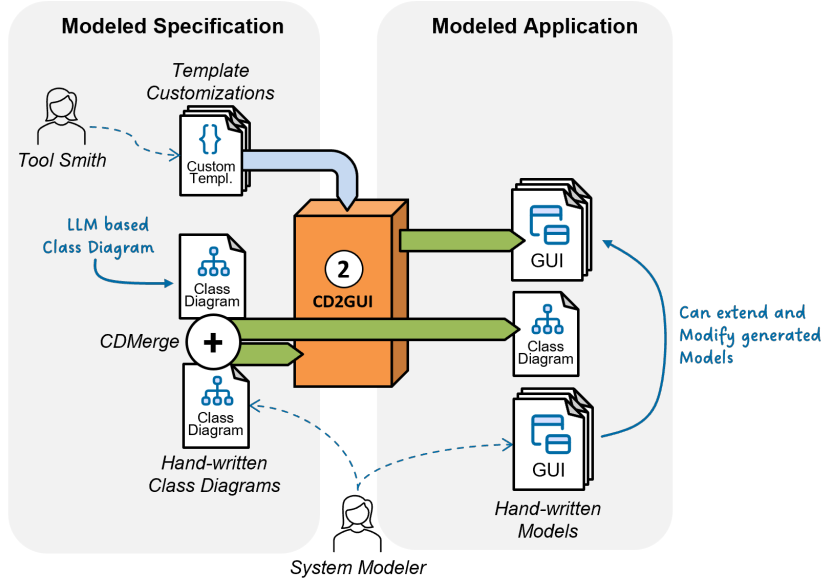 Modeled Specification
Modeled Application
Template
Customizations
Tool Smith
{}
Custom
Templ.
LLM based
Class Diagram
Class
Diagram
2
CD2GUI
GUI
CDMerge
+
Class
Diagram
Can extend and
Modify generated
Models
Class
Diagram
GUI
Hand-written
Class Diagrams
Hand-written
Models
System Modeler